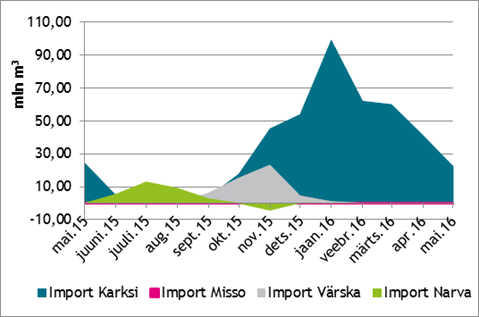 110,00
90,00
70,00
50,00
30,00
10,00
-10,00
mln m³
mai.15
juuni.15
juuli.15
aug.15
sept.15
okt.15
nov.15
dets.15
jaan.16
veebr.16
märts.16
apr.16
mai.16
Import Karksi Import Misso Import Värska Import Narva